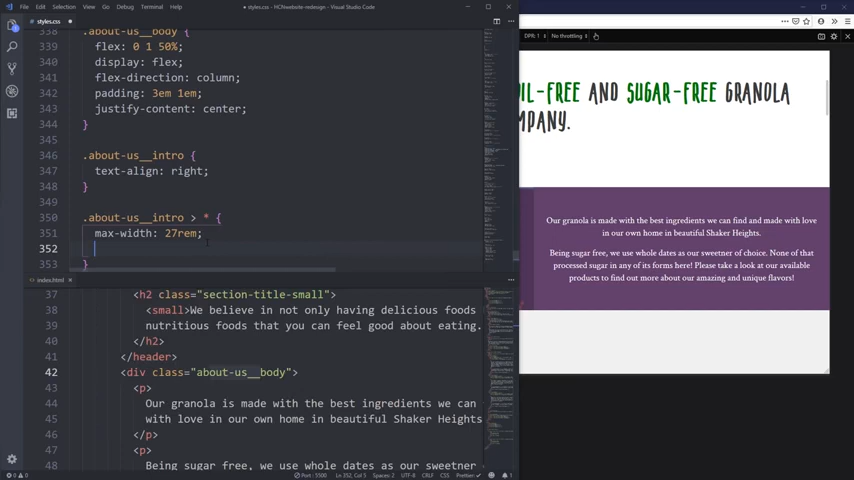 File Edit Selection View Go Debug Terminal Help
● styles.css - HCNwebsite-redesign - Visual Studio Code
styles.css ●
338 .about-us__body {
339 flex: 0 1 50%;
340 display: flex;
341 flex-direction: column;
342 padding: 3em 1em;
343 justify-content: center;
344 }
345
346 .about-us__intro {
347 text-align: right;
348 }
349
350 .about-us__intro > * {
351 max-width: 27rem;
352
353 }
index.html ×
37 <h2 class="section-title-small">
38 <small>We believe in not only having delicious foods
39 nutritious foods that you can feel good about eating.
40 </h2>
41 </header>
42 <div class="about-us__body">
43 <p>
44 Our granola is made with the best ingredients we can
45 with love in our own home in beautiful Shaker Heights
46 </p>
47 <p>
48 Being sugar free, we use whole dates as our sweetner
Port : 5500 Ln 352, Col 5 Spaces: 2 UTF-8 CRLF CSS Prettier
DPR: 1 No throttling
OIL-FREE AND SUGAR-FREE GRANOLA
MPANY.
Our granola is made with the best ingredients we can find and made with love
in our own home in beautiful Shaker Heights.
Being sugar free, we use whole dates as our sweetner of choice. None of that
processed sugar in any of its forms here! Please take a look at our available
products to find out more about our amazing and unique flavors!